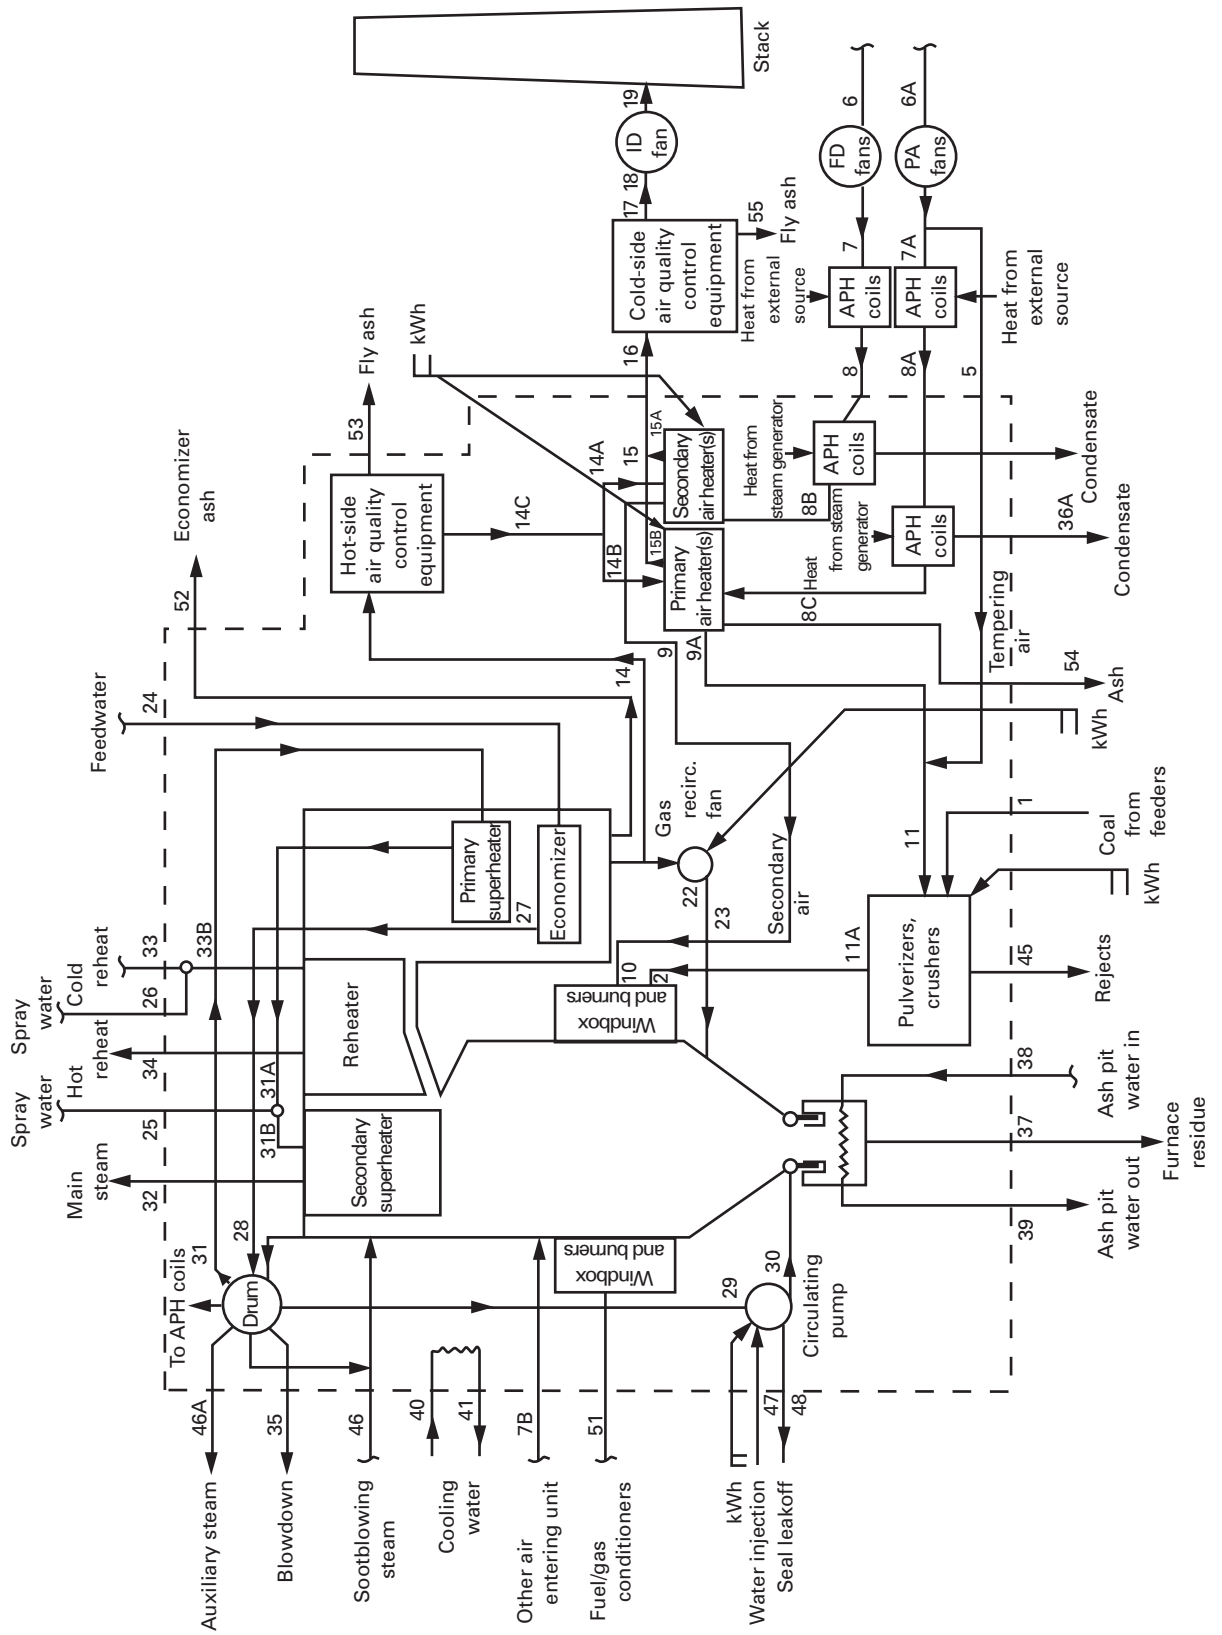 Stack
19
ID
fan
18
17
6
6A
FD
fans
PA
fans
7
7A
Cold-side
air quality
control
equipment
55
Fly ash
Heat from
external
source
APH
coils
APH
coils
Heat from
external
source
Fly ash
53
kWh
16
8
8A
5
Economizer
ash
52
Hot-side
air quality
control
equipment
14C
14A
15
15A
Secondary
air heater(s)
Heat from
steam generator
APH
coils
8B
Condensate
14B
15B
Primary
air heater(s)
Heat
from steam
generator
APH
coils
36A
Condensate
8C
Tempering
air
14
9
9A
54
Ash
Feedwater
24
kWh
Gas
recirc.
fan
22
23
Secondary
air
11
1
Coal
from
feeders
kWh
Primary
superheater
Economizer
27
Cold
reheat
33
33B
Spray
water
26
Hot
reheat
34
Reheater
10
2
Windbox
and burners
11A
Pulverizers,
crushers
45
Rejects
Spray
water
25
31A
31B
Main
steam
32
Secondary
superheater
38
Ash pit
water in
37
Furnace
residue
39
Ash pit
water out
To APH coils
31
28
Drum
Windbox
and burners
29
30
Circulating
pump
46A
Auxiliary steam
35
Blowdown
46
Sootblowing
steam
40
41
Cooling
water
7B
Other air
entering unit
51
Fuel/gas
conditioners
47
48
kWh
Water injection
Seal leakoff